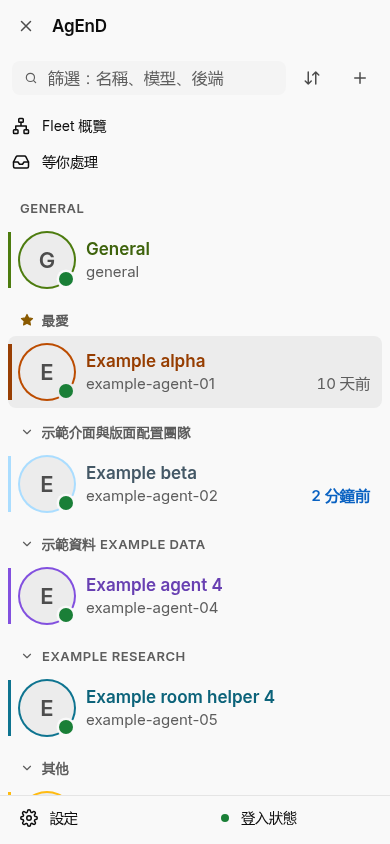 AgEnD
篩選：名稱、模型、後端
Fleet 概覽
等你處理
GENERAL
G
General
general
最愛
E
Example alpha
example-agent-01
10 天前
示範介面與版面配置團隊
E
Example beta
example-agent-02
2 分鐘前
示範資料 EXAMPLE DATA
E
Example agent 4
example-agent-04
EXAMPLE RESEARCH
E
Example room helper 4
example-agent-05
其他
設定
登入狀態